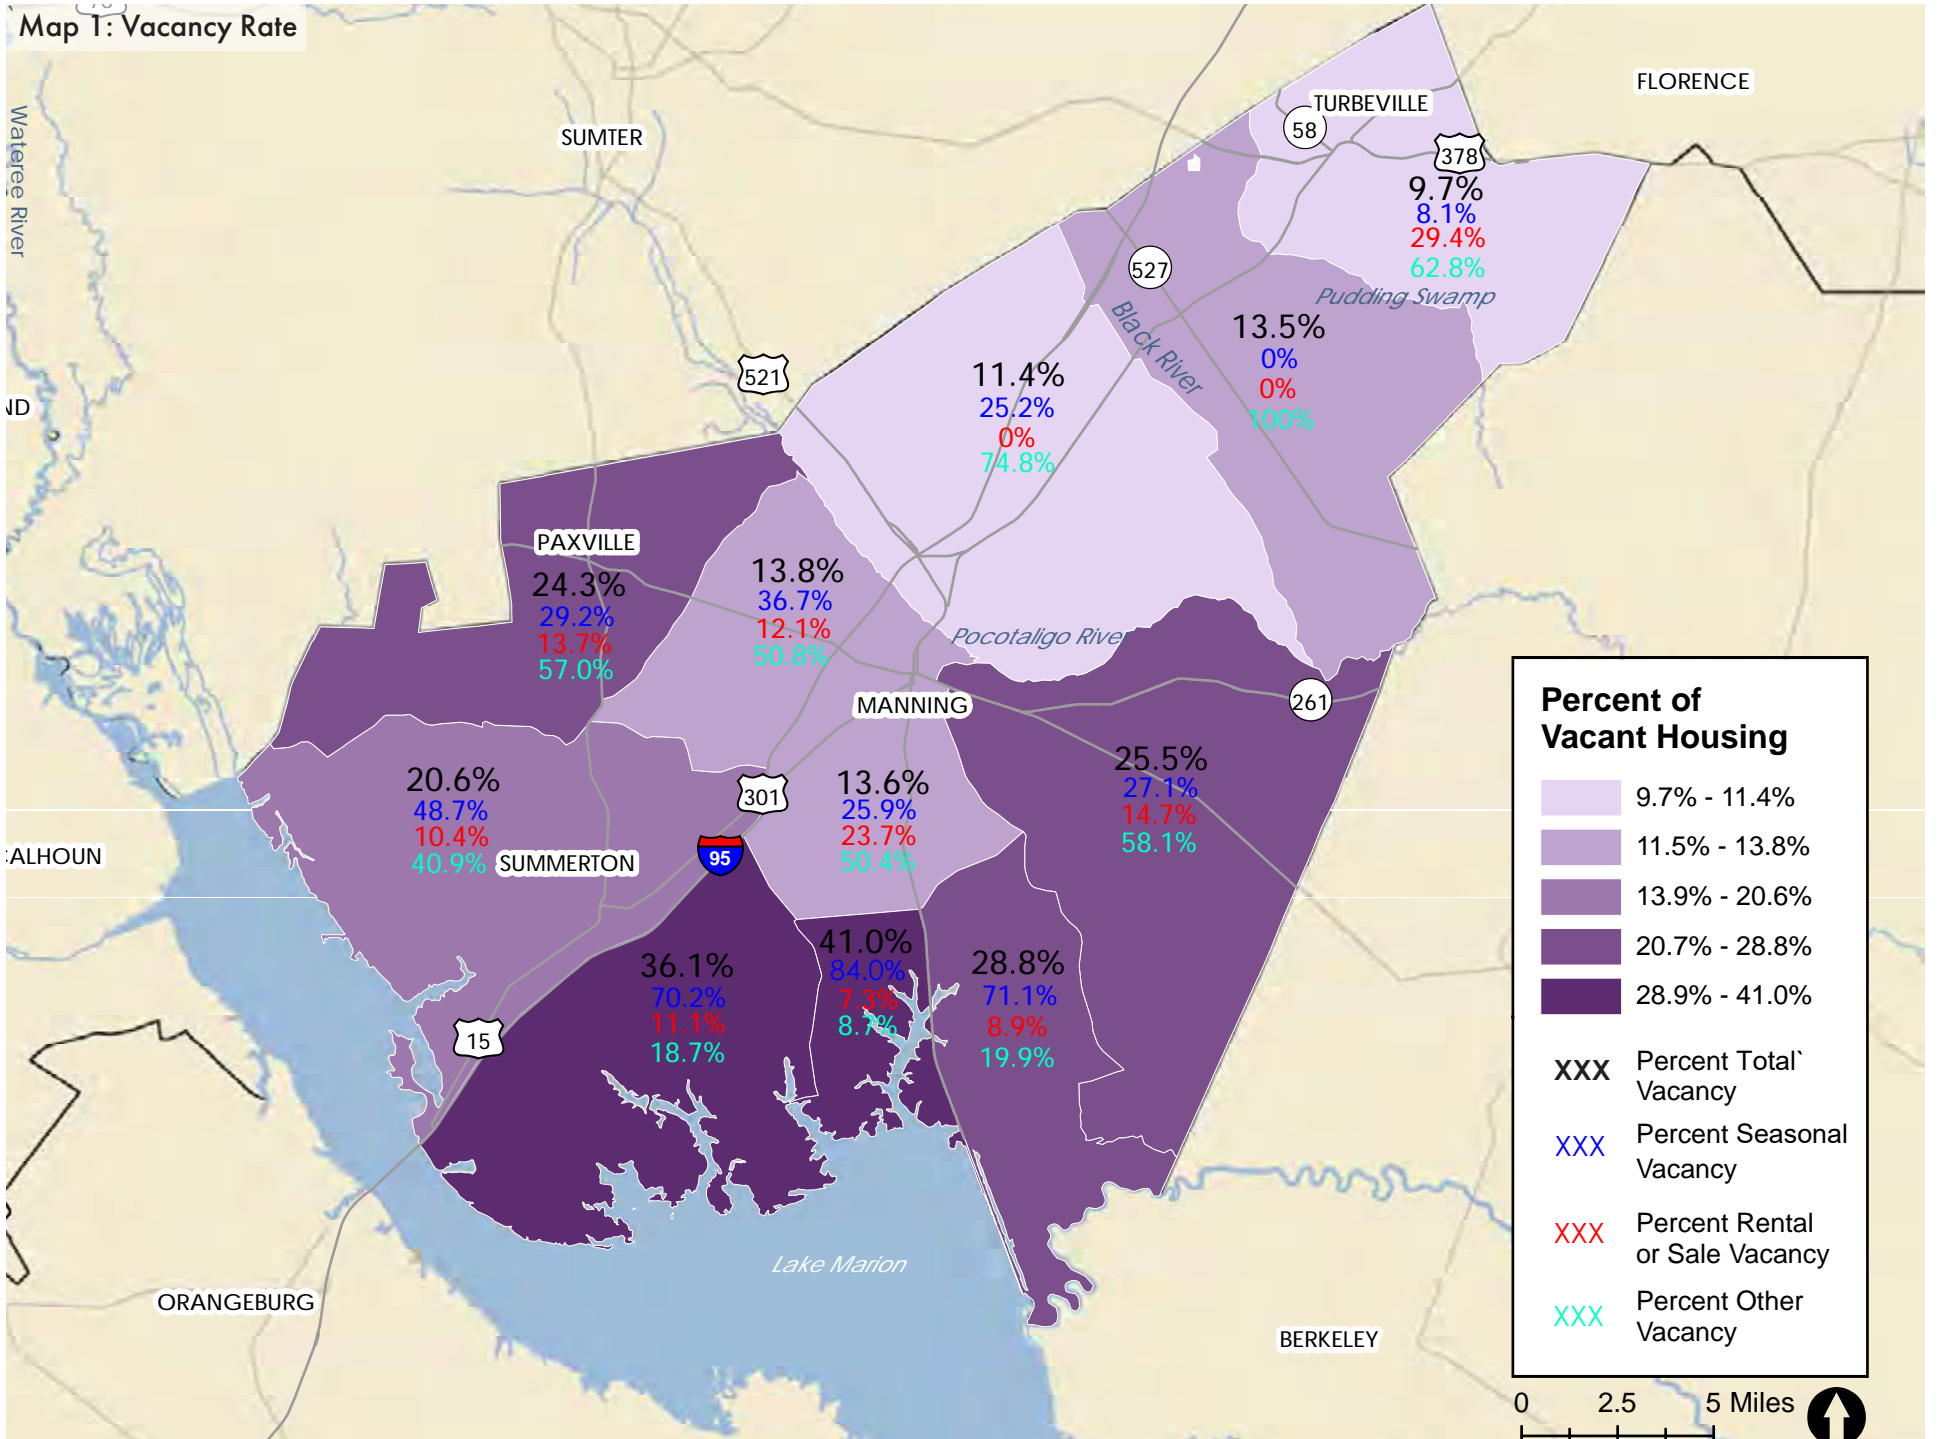 Map 1: Vacancy Rate
Wateree River
SUMTER
FLORENCE
TURBEVILLE
58
378
9.7%
8.1%
29.4%
62.8%
Pudding Swamp
527
Black River
13.5%
0%
0%
100%
521
11.4%
25.2%
0%
74.8%
ND
PAXVILLE
24.3%
29.2%
13.7%
57.0%
13.8%
36.7%
12.1%
50.8%
Pocotaligo River
MANNING
261
20.6%
48.7%
10.4%
40.9%
SUMMERTON
301
95
13.6%
25.9%
23.7%
50.4%
25.5%
27.1%
14.7%
58.1%
ALHOUN
36.1%
70.2%
11.1%
18.7%
41.0%
84.0%
7.3%
8.7%
28.8%
71.1%
8.9%
19.9%
15
Lake Marion
ORANGEBURG
BERKELEY
Percent of
Vacant Housing
9.7% - 11.4%
11.5% - 13.8%
13.9% - 20.6%
20.7% - 28.8%
28.9% - 41.0%
XXX Percent Total`
Vacancy
XXX Percent Seasonal
Vacancy
XXX Percent Rental
or Sale Vacancy
XXX Percent Other
Vacancy
0 2.5 5 Miles